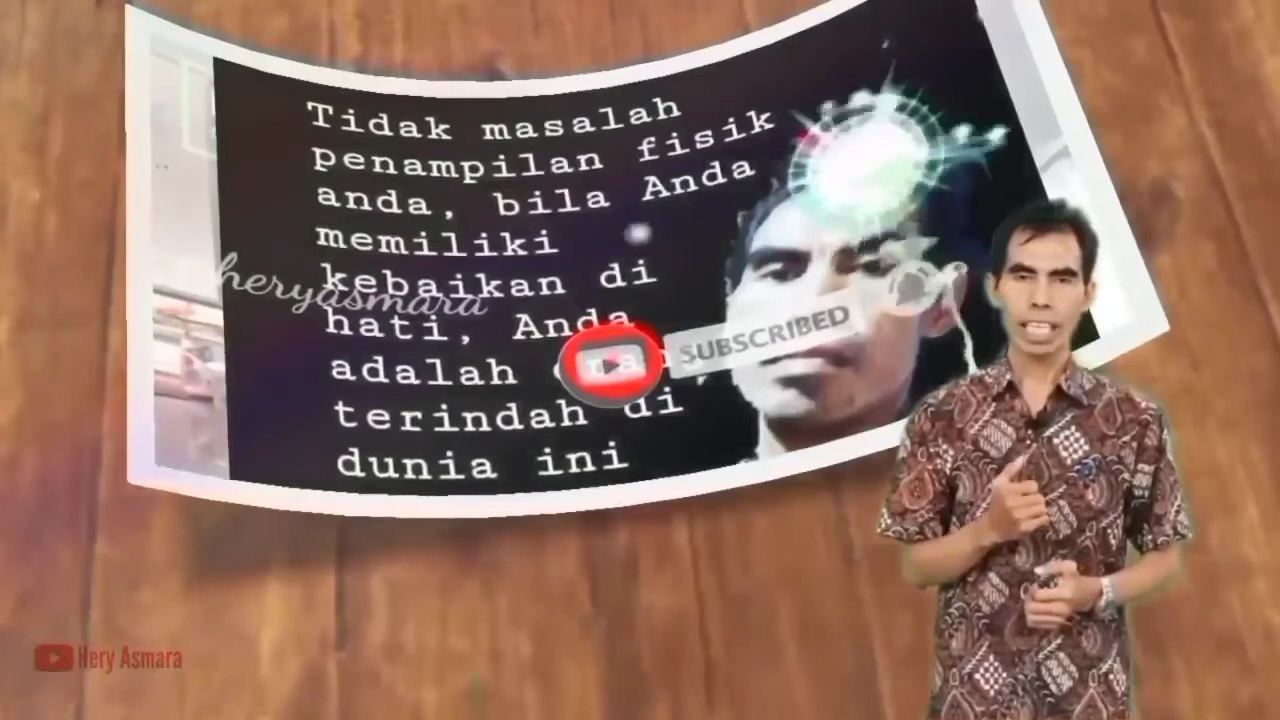 Tidak masalah
penampilan fisik
anda, bila Anda
memiliki
kebaikan di
hati, Anda
adalah
terindah di
dunia ini
heryasmara
SUBSCRIBED
Hery Asmara